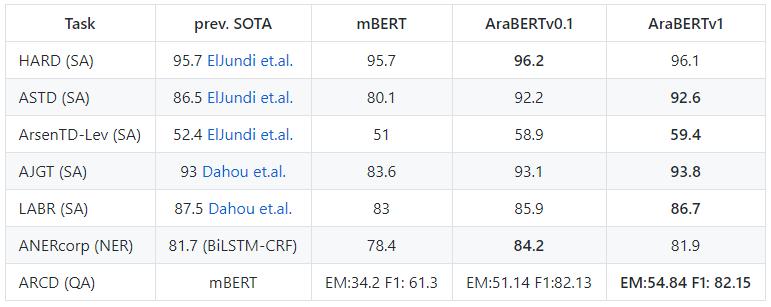 Task prev. SOTA mBERT AraBERTv0.1 AraBERTv1
HARD (SA) 95.7 ElJundi et.al. 95.7 96.2 96.1
ASTD (SA) 86.5 ElJundi et.al. 80.1 92.2 92.6
ArsenTD-Lev (SA) 52.4 ElJundi et.al. 51 58.9 59.4
AJGT (SA) 93 Dahou et.al. 83.6 93.1 93.8
LABR (SA) 87.5 Dahou et.al. 83 85.9 86.7
ANERcorp (NER) 81.7 (BiLSTM-CRF) 78.4 84.2 81.9
ARCD (QA) mBERT EM:34.2 F1: 61.3 EM:51.14 F1:82.13 EM:54.84 F1: 82.15